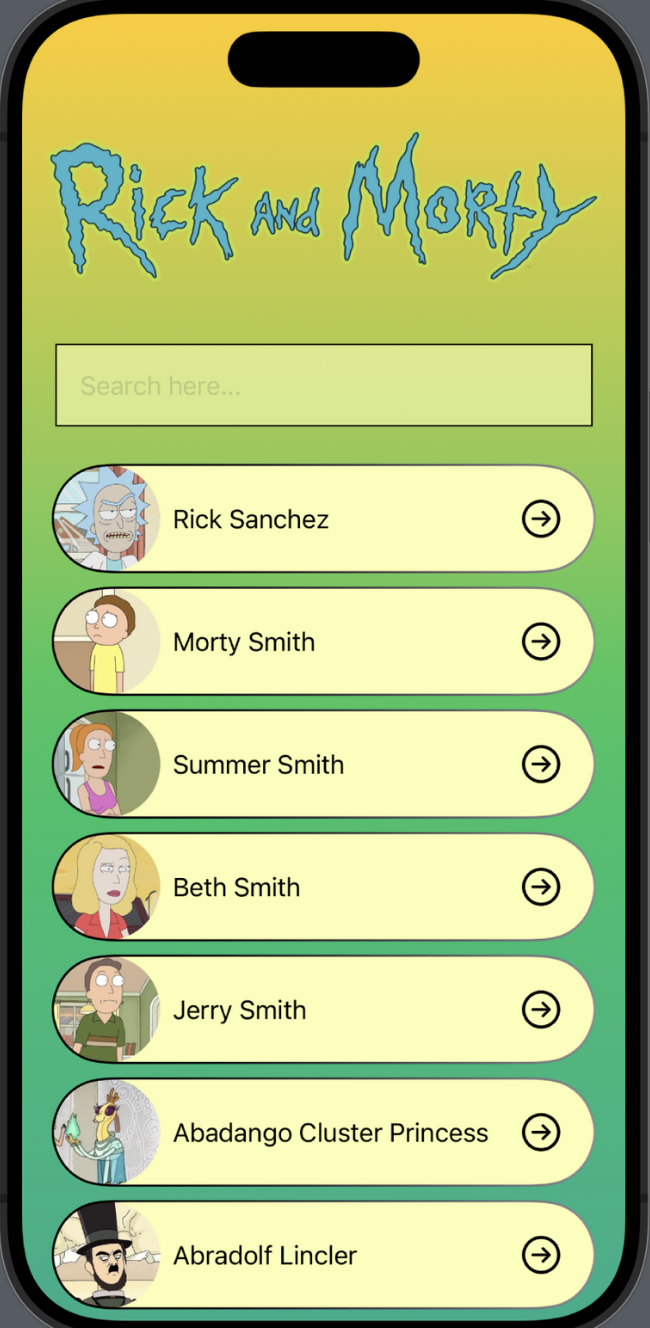 Rick and Morty
Search here...
Rick Sanchez
Morty Smith
Summer Smith
Beth Smith
Jerry Smith
Abadango Cluster Princess
Abradolf Lincler